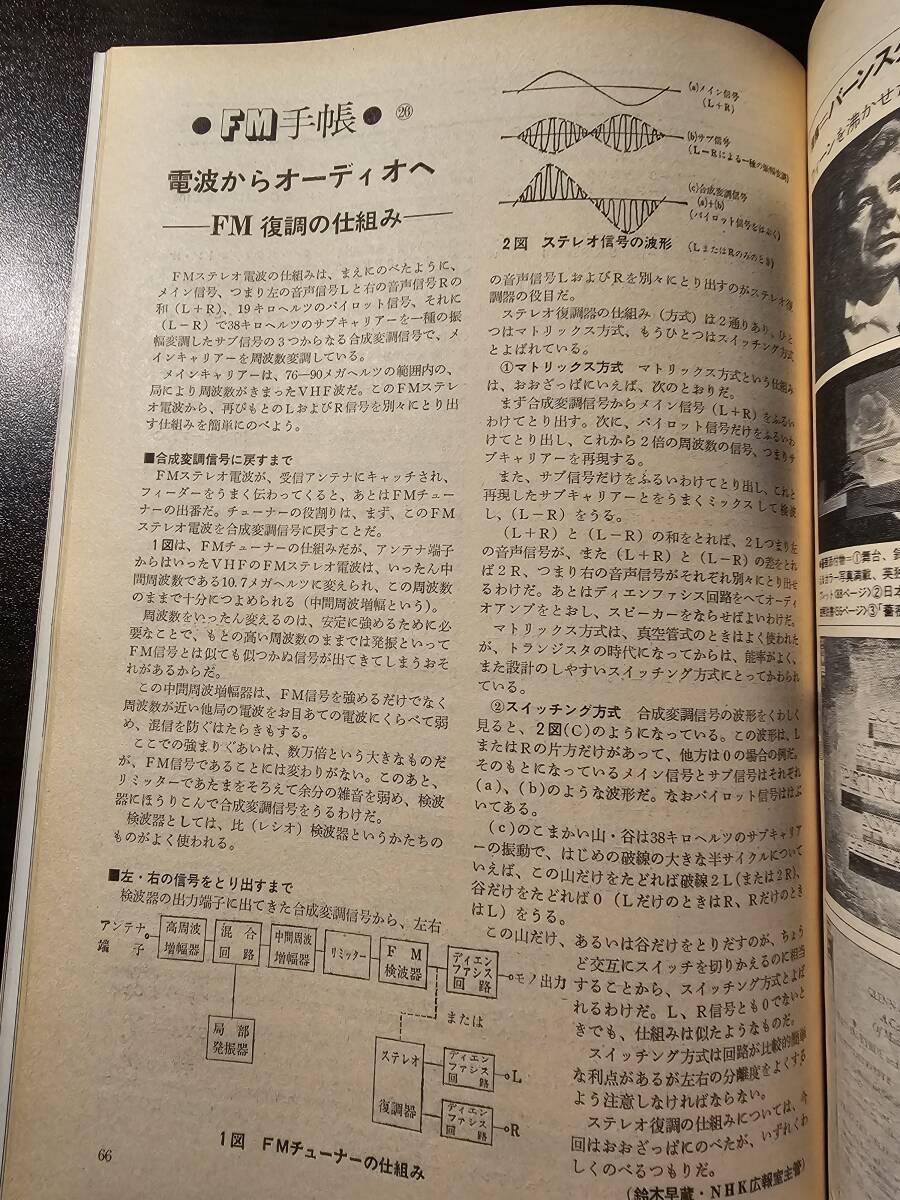 ●FM手帳● ㉖
電波からオーディオへ
──FM 復調の仕組み──
FMステレオ電波の仕組みは、まえにのべたように、
メイン信号、つまり左の音声信号Lと右の音声信号Rの
和(L+R)、19キロヘルツのパイロット信号、それに
(L−R)で38キロヘルツのサブキャリアーを一種の振
幅変調したサブ信号の3つからなる合成変調信号で、メ
インキャリアーを周波数変調している。
メインキャリアーは、76—90メガヘルツの範囲内の、
局により周波数がきまったVHF波だ。このFMステレ
オ電波から、再びもとのLおよびR信号を別々にとり出
す仕組みを簡単にのべよう。
■合成変調信号に戻すまで
FMステレオ電波が、受信アンテナにキャッチされ、
フィーダーをうまく伝わってくると、あとはFMチュー
ナーの出番だ。チューナーの役割りは、まず、このFM
ステレオ電波を合成変調信号に戻すことだ。
1図は、FMチューナーの仕組みだが、アンテナ端子
からはいったVHFのFMステレオ電波は、いったん中
間周波数である10.7メガヘルツに変えられ、この周波数
のままで十分につよめられる(中間周波増幅という)。
周波数をいったん変えるのは、安定に強めるために必
要なことで、もとの高い周波数のままでは発振といって
FM信号とは似ても似つかぬ信号が出てきてしまうおそ
れがあるからだ。
この中間周波増幅器は、FM信号を強めるだけでなく
周波数が近い他局の電波をお目あての電波にくらべて弱
め、混信を防ぐはたらきもする。
ここでの強まりぐあいは、数万倍という大きなものだ
が、FM信号であることには変わりがない。このあと、
リミッターであたまをそろえて余分の雑音を弱め、検波
器にほうりこんで合成変調信号をうるわけだ。
検波器としては、比(レシオ)検波器というかたちの
ものがよく使われる。
■左・右の信号をとり出すまで
検波器の出力端子に出てきた合成変調信号から、左右
アンテナ
端子
高周波
増幅器
混合
回路
中間周波
増幅器
リミッター
FM
検波器
ディエン
ファシス
回路
モノ出力
または
局部
発振器
ステレオ
復調器
ディエン
ファシス
回路
L
ディエン
ファシス
回路
R
1図 FMチューナーの仕組み
66
(a)メイン信号
(L+R)
(b)サブ信号
(L−Rによる一種の振幅変調)
(c)合成変調信号
(a)+(b)
(パイロット信号をはぶく)
(LまたはRのみのとき)
2図 ステレオ信号の波形
の音声信号LおよびRを別々にとり出すのがステレオ復
調器の役目だ。
ステレオ復調器の仕組み(方式)は2通りあり、ひと
つはマトリックス方式、もうひとつはスイッチング方式
とよばれている。
①マトリックス方式 マトリックス方式という仕組み
は、おおざっぱにいえば、次のとおりだ。
まず合成変調信号からメイン信号(L+R)をふるい
わけてとり出す。次に、パイロット信号だけをふるいわ
けてとり出し、これから2倍の周波数の信号、つまりサ
ブキャリアーを再現する。
また、サブ信号だけをふるいわけてとり出し、これと
再現したサブキャリアーとをうまくミックスして検波
し、(L−R)をうる。
(L+R)と(L−R)の和をとれば、2Lつまり左
の音声信号が、また(L+R)と(L−R)の差をとれ
ば2R、つまり右の音声信号がそれぞれ別々にとり出せ
るわけだ。あとはディエンファシス回路をへてオーディ
オアンプをとおし、スピーカーをならせばよいわけだ。
マトリックス方式は、真空管式のときはよく使われた
が、トランジスタの時代になってからは、能率がよく、
また設計のしやすいスイッチング方式にとってかわられ
ている。
②スイッチング方式 合成変調信号の波形をくわしく
見ると、2図(C)のようになっている。この波形は、L
またはRの片方だけがあって、他方は0の場合の例だ。
そのもとになっているメイン信号とサブ信号はそれぞれ
(a)、(b)のような波形だ。なおパイロット信号ははぶ
いてある。
(c)のこまかい山・谷は38キロヘルツのサブキャリア
ーの振動で、はじめの破線の大きな半サイクルについて
いえば、この山だけをたどれば破線2L(または2R)、
谷だけをたどれば0(LだけのときはR、Rだけのとき
はL)をうる。
この山だけ、あるいは谷だけをとりだすのが、ちょう
ど交互にスイッチを切りかえるのに相当
することから、スイッチング方式とよば
れるわけだ。L、R信号とも0でないと
きでも、仕組みは似たようなものだ。
スイッチング方式は回路が比較的簡単
な利点があるが左右の分離度をよくする
よう注意しなければならない。
ステレオ復調の仕組みについては、今
回はおおざっぱにのべたが、いずれくわ
しくのべるつもりだ。
(鈴木早蔵・NHK広報室主管)